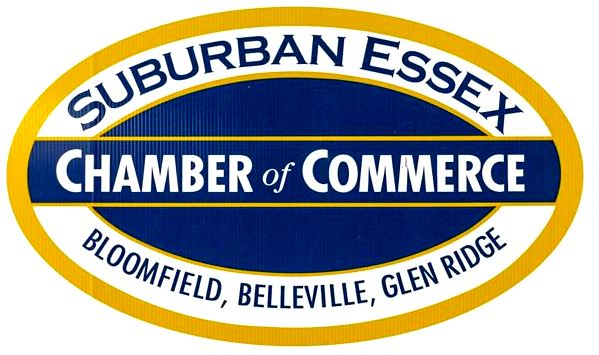 SUBURBAN ESSEX
CHAMBER of COMMERCE
BLOOMFIELD, BELLEVILLE, GLEN RIDGE